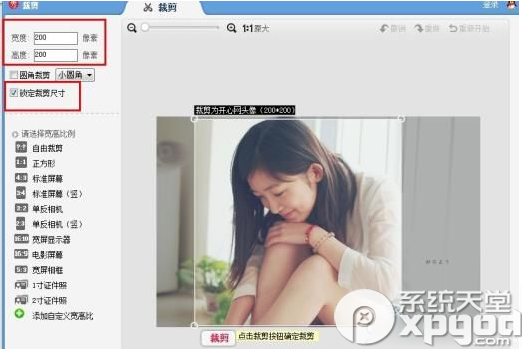 裁剪
裁剪
登录
宽度: 200 像素
高度: 200 像素
圆角裁剪 小圆角
锁定裁剪尺寸
1:1原大
撤销 重做 重新开始
请选择宽高比例
?:? 自由裁剪
1:1 正方形
4:3 标准屏幕
3:4 标准屏幕（竖）
3:2 单反相机
2:3 单反相机（竖）
16:10 宽屏显示器
16:9 电影屏幕
5:3 宽屏相框
1寸证件照
2寸证件照
添加自定义宽高比
裁剪为开心网头像（200*200）
裁剪 点击裁剪按钮确定裁剪
系统天堂
xpgod.com